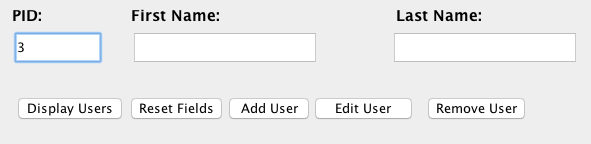 PID: First Name: Last Name:
3
Display Users Reset Fields Add User Edit User Remove User